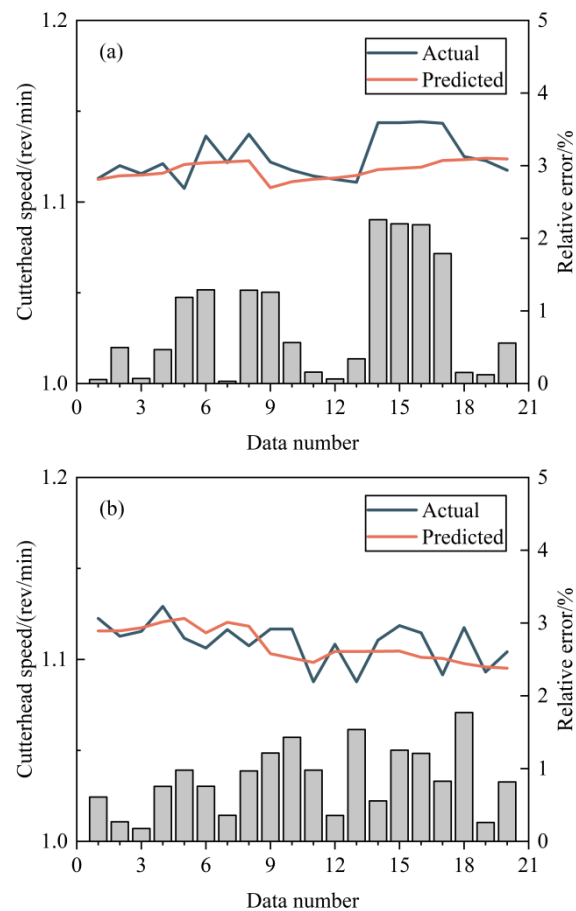 (a)
Actual
Predicted
Cutterhead speed/(rev/min)
1.2
1.1
1.0
Relative error/%
5
4
3
2
1
0
0 3 6 9 12 15 18 21
Data number
(b)
Actual
Predicted
Cutterhead speed/(rev/min)
1.2
1.1
1.0
Relative error/%
5
4
3
2
1
0
0 3 6 9 12 15 18 21
Data number